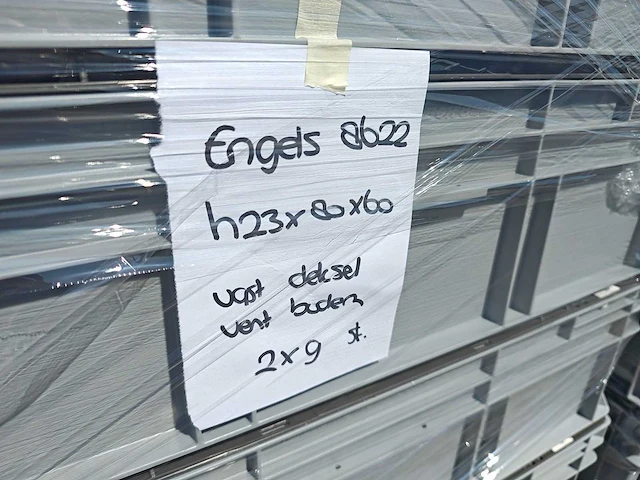 Engels 8622
h23x80x60
vast deksel
vent bodem
2x9 st.